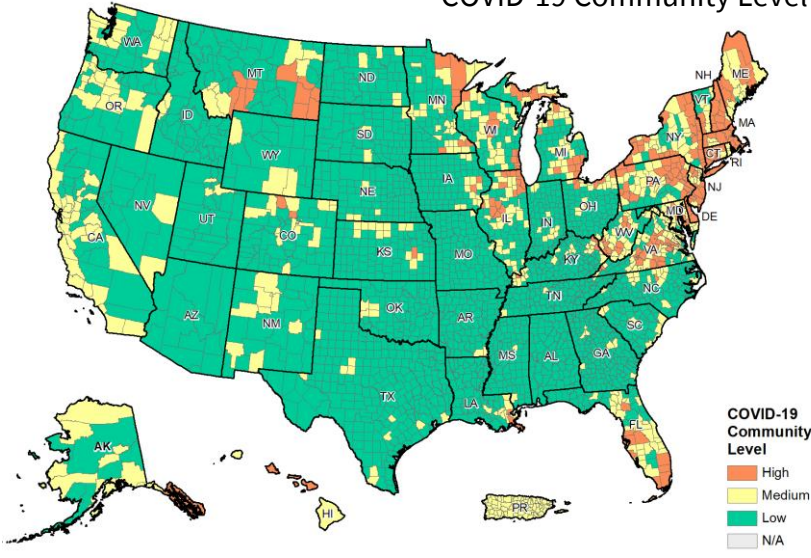 COVID-19 Community Level
WA
MT
ND
MN
OR
ID
SD
WI
MI
NY
VT
NH
ME
MA
CT
RI
WY
NE
IA
PA
NJ
NV
UT
CO
KS
MO
IL
IN
OH
MD
DE
WV
VA
KY
CA
AZ
NM
OK
AR
TN
NC
SC
MS
AL
GA
TX
LA
FL
AK
HI
PR
COVID-19
Community
Level
High
Medium
Low
N/A